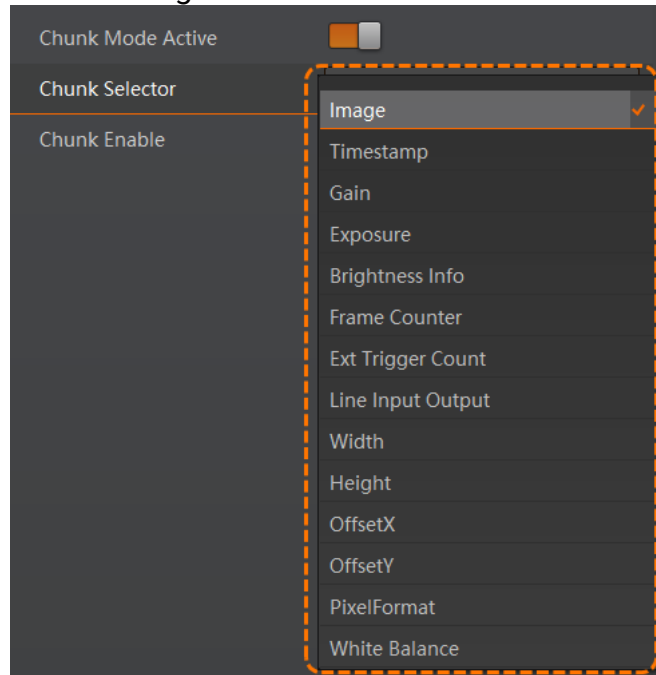 Chunk Mode Active
Chunk Selector
Chunk Enable
Image
Timestamp
Gain
Exposure
Brightness Info
Frame Counter
Ext Trigger Count
Line Input Output
Width
Height
OffsetX
OffsetY
PixelFormat
White Balance